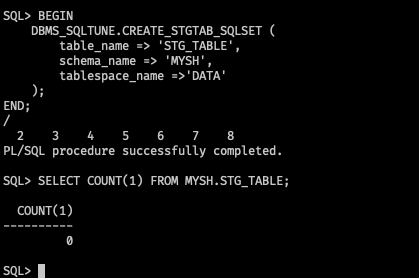 SQL> BEGIN
DBMS_SQLTUNE.CREATE_STGTAB_SQLSET (
table_name => 'STG_TABLE',
schema_name => 'MYSH',
tablespace_name =>'DATA'
);
END;
/
2 3 4 5 6 7 8
PL/SQL procedure successfully completed.
SQL> SELECT COUNT(1) FROM MYSH.STG_TABLE;
COUNT(1)
----------
0
SQL>